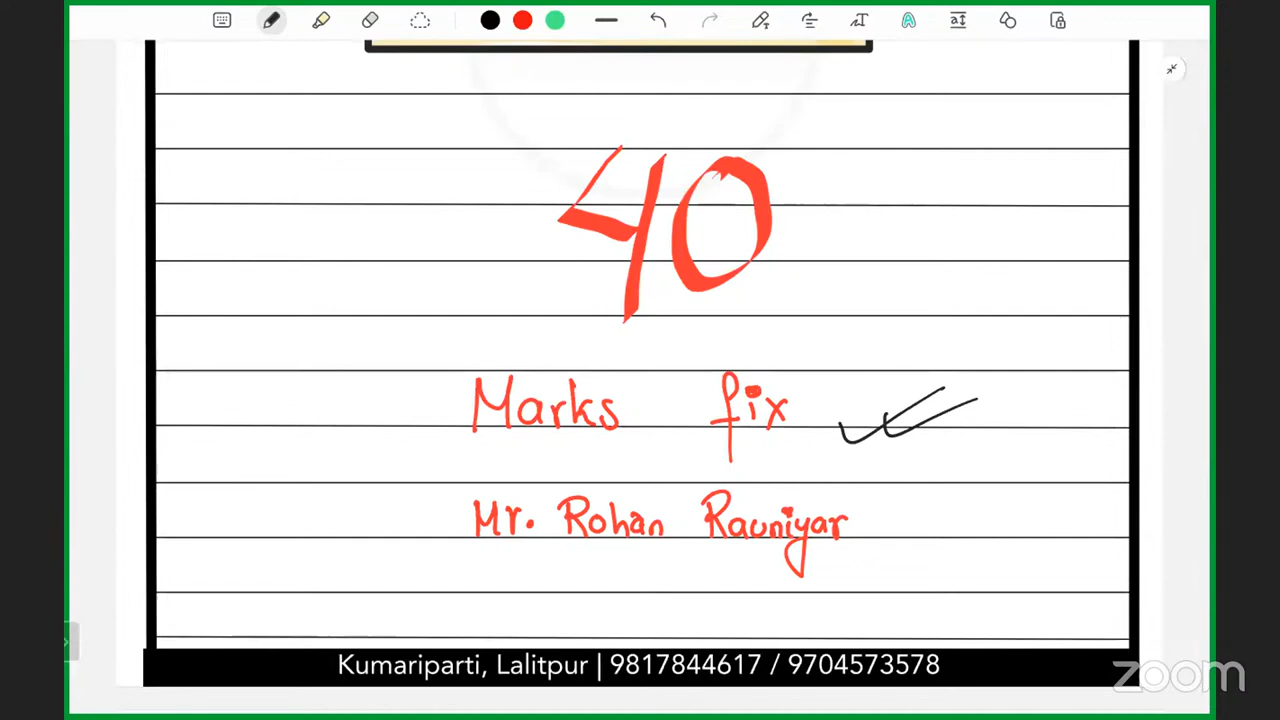 40
Marks fix
Mr. Rohan Rauniyar
Kumariparti, Lalitpur | 9817844617 / 9704573578
zoom